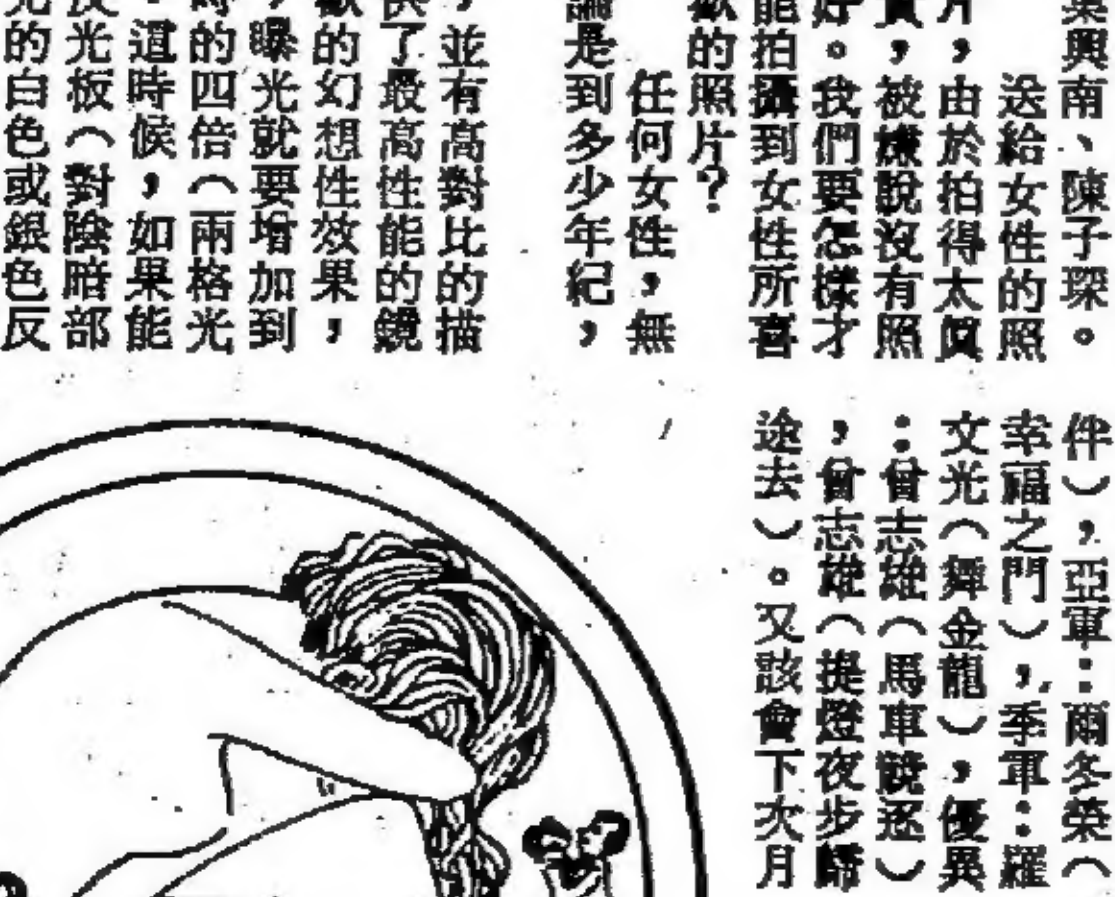 葉興南、陳子琛。
送給女性的照
片，由於拍得太真
實，被嫌說沒有照
好。我們要怎樣才
能拍攝到女性所喜
歡的照片？
任何女性，無
論是到多少年紀，
，並有高對比的描
供了最高性能的鏡
歡的幻想性效果，
，曝光就要增加到
時的四倍（兩格光
。這時候，如果能
反光板（對陰暗部
光的白色或銀色反
伴），亞軍：爾冬榮（
幸福之門），季軍：羅
文光（舞金龍），優異
：曾志雄（馬車競逐）
，曾志雄（提燈夜步歸
途去）。又該會下次月